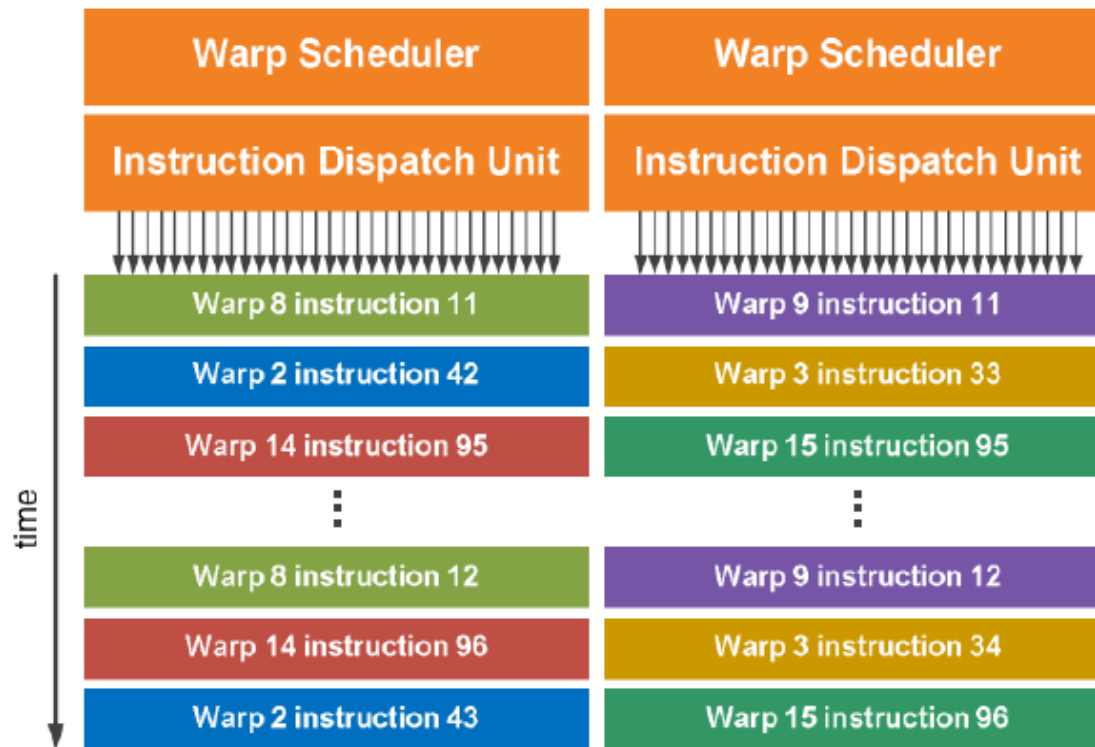 Warp Scheduler
Warp Scheduler
Instruction Dispatch Unit
Instruction Dispatch Unit
Warp 8 instruction 11
Warp 9 instruction 11
Warp 2 instruction 42
Warp 3 instruction 33
Warp 14 instruction 95
Warp 15 instruction 95
time
Warp 8 instruction 12
Warp 9 instruction 12
Warp 14 instruction 96
Warp 3 instruction 34
Warp 2 instruction 43
Warp 15 instruction 96